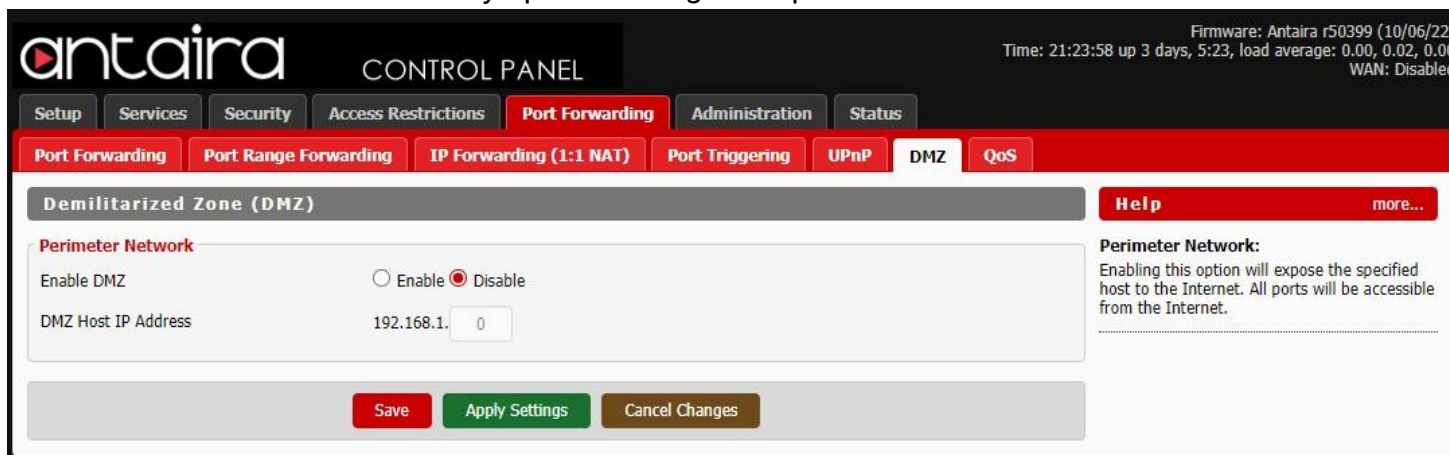 antaira
CONTROL PANEL
Firmware: Antaira r50399 (10/06/22
Time: 21:23:58 up 3 days, 5:23, load average: 0.00, 0.02, 0.00
WAN: Disabled
Setup Services Security Access Restrictions Port Forwarding Administration Status
Port Forwarding Port Range Forwarding IP Forwarding (1:1 NAT) Port Triggering UPnP DMZ QoS
Demilitarized Zone (DMZ)
Perimeter Network
Enable DMZ Enable Disable
DMZ Host IP Address 192.168.1. 0
Save Apply Settings Cancel Changes
Help more...
Perimeter Network:
Enabling this option will expose the specified
host to the Internet. All ports will be accessible
from the Internet.